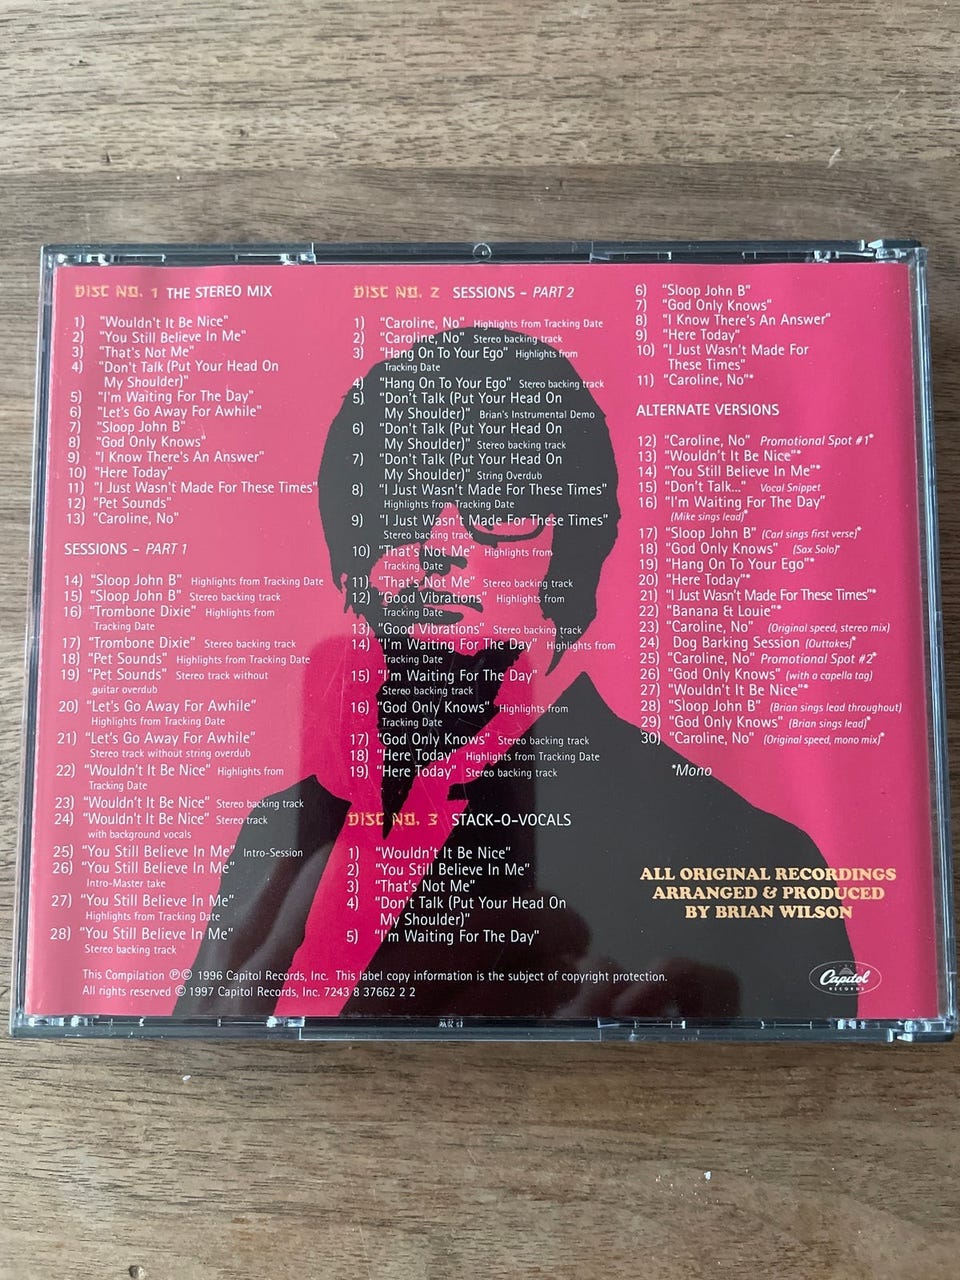 DISC NO. 1 THE STEREO MIX
1) "Wouldn't It Be Nice"
2) "You Still Believe In Me"
3) "That's Not Me"
4) "Don't Talk (Put Your Head On
My Shoulder)"
5) "I'm Waiting For The Day"
6) "Let's Go Away For Awhile"
7) "Sloop John B"
8) "God Only Knows"
9) "I Know There's An Answer"
10) "Here Today"
11) "I Just Wasn't Made For These Times"
12) "Pet Sounds"
13) "Caroline, No"
SESSIONS - PART 1
14) "Sloop John B" Highlights from Tracking Date
15) "Sloop John B" Stereo backing track
16) "Trombone Dixie" Highlights from
Tracking Date
17) "Trombone Dixie" Stereo backing track
18) "Pet Sounds" Highlights from Tracking Date
19) "Pet Sounds" Stereo track without
guitar overdub
20) "Let's Go Away For Awhile"
Highlights from Tracking Date
21) "Let's Go Away For Awhile"
Stereo track without string overdub
22) "Wouldn't It Be Nice" Highlights from
Tracking Date
23) "Wouldn't It Be Nice" Stereo backing track
24) "Wouldn't It Be Nice" Stereo track
with background vocals
25) "You Still Believe In Me" Intro-Session
26) "You Still Believe In Me"
Intro-Master take
27) "You Still Believe In Me"
Highlights from Tracking Date
28) "You Still Believe In Me"
Stereo backing track
DISC NO. 2 SESSIONS - PART 2
1) "Caroline, No" Highlights from Tracking Date
2) "Caroline, No" Stereo backing track
3) "Hang On To Your Ego" Highlights from
Tracking Date
4) "Hang On To Your Ego" Stereo backing track
5) "Don't Talk (Put Your Head On
My Shoulder)" Brian's Instrumental Demo
6) "Don't Talk (Put Your Head On
My Shoulder)" Stereo backing track
7) "Don't Talk (Put Your Head On
My Shoulder)" String Overdub
8) "I Just Wasn't Made For These Times"
Highlights from Tracking Date
9) "I Just Wasn't Made For These Times"
Stereo backing track
10) "That's Not Me" Highlights from
Tracking Date
11) "That's Not Me" Stereo backing track
12) "Good Vibrations" Highlights from
Tracking Date
13) "Good Vibrations" Stereo backing track
14) "I'm Waiting For The Day" Highlights from
Tracking Date
15) "I'm Waiting For The Day"
Stereo backing track
16) "God Only Knows" Highlights from
Tracking Date
17) "God Only Knows" Stereo backing track
18) "Here Today" Highlights from Tracking Date
19) "Here Today" Stereo backing track
DISC NO. 3 STACK-O-VOCALS
1) "Wouldn't It Be Nice"
2) "You Still Believe In Me"
3) "That's Not Me"
4) "Don't Talk (Put Your Head On
My Shoulder)"
5) "I'm Waiting For The Day"
6) "Sloop John B"
7) "God Only Knows"
8) "I Know There's An Answer"
9) "Here Today"
10) "I Just Wasn't Made For
These Times"
11) "Caroline, No"*
ALTERNATE VERSIONS
12) "Caroline, No" Promotional Spot #1*
13) "Wouldn't It Be Nice"*
14) "You Still Believe In Me"*
15) "Don't Talk..." Vocal Snippet
16) "I'm Waiting For The Day"
(Mike sings lead)*
17) "Sloop John B" (Carl sings first verse)*
18) "God Only Knows" (Sax Solo)*
19) "Hang On To Your Ego"*
20) "Here Today"*
21) "I Just Wasn't Made For These Times"*
22) "Banana & Louie"*
23) "Caroline, No" (Original speed, stereo mix)
24) Dog Barking Session (Outtakes)*
25) "Caroline, No" Promotional Spot #2*
26) "God Only Knows" (with a capella tag)
27) "Wouldn't It Be Nice"*
28) "Sloop John B" (Brian sings lead throughout)
29) "God Only Knows" (Brian sings lead)*
30) "Caroline, No" (Original speed, mono mix)*
*Mono
ALL ORIGINAL RECORDINGS
ARRANGED & PRODUCED
BY BRIAN WILSON
Capitol
RECORDS
This Compilation ℗© 1996 Capitol Records, Inc. This label copy information is the subject of copyright protection.
All rights reserved © 1997 Capitol Records, Inc. 7243 8 37662 2 2